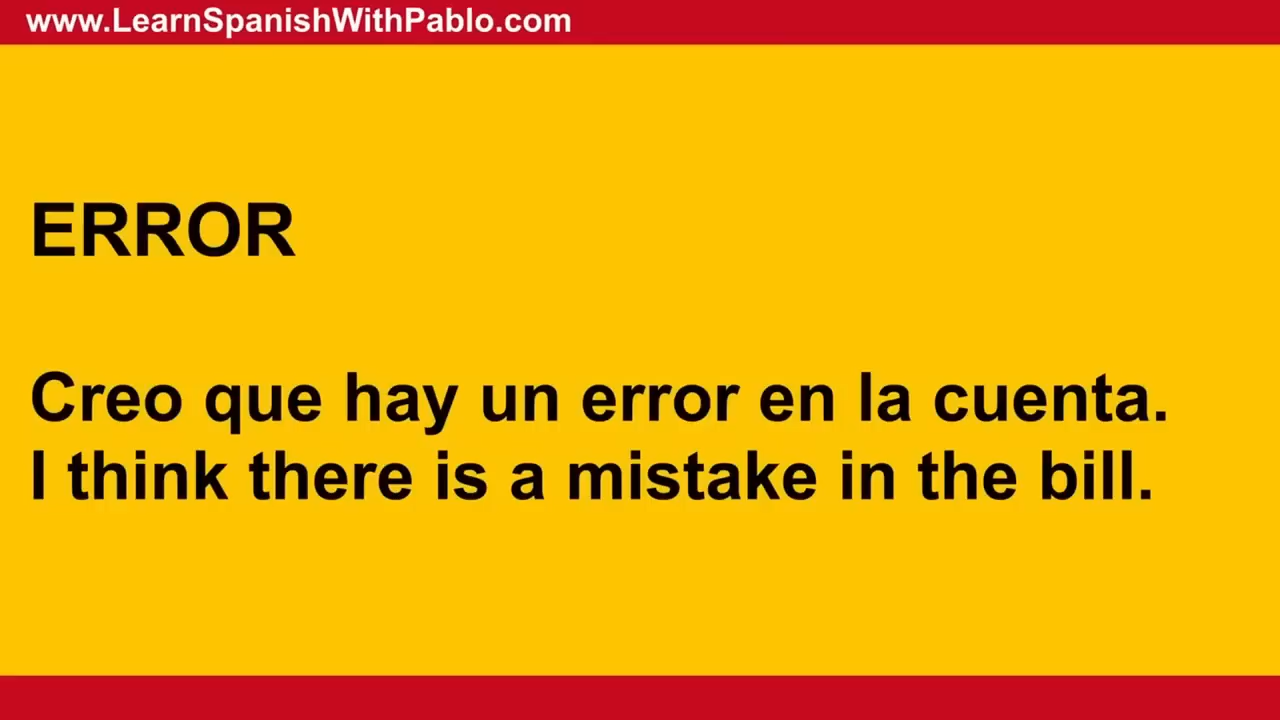 www.LearnSpanishWithPablo.com
ERROR
Creo que hay un error en la cuenta.
I think there is a mistake in the bill.